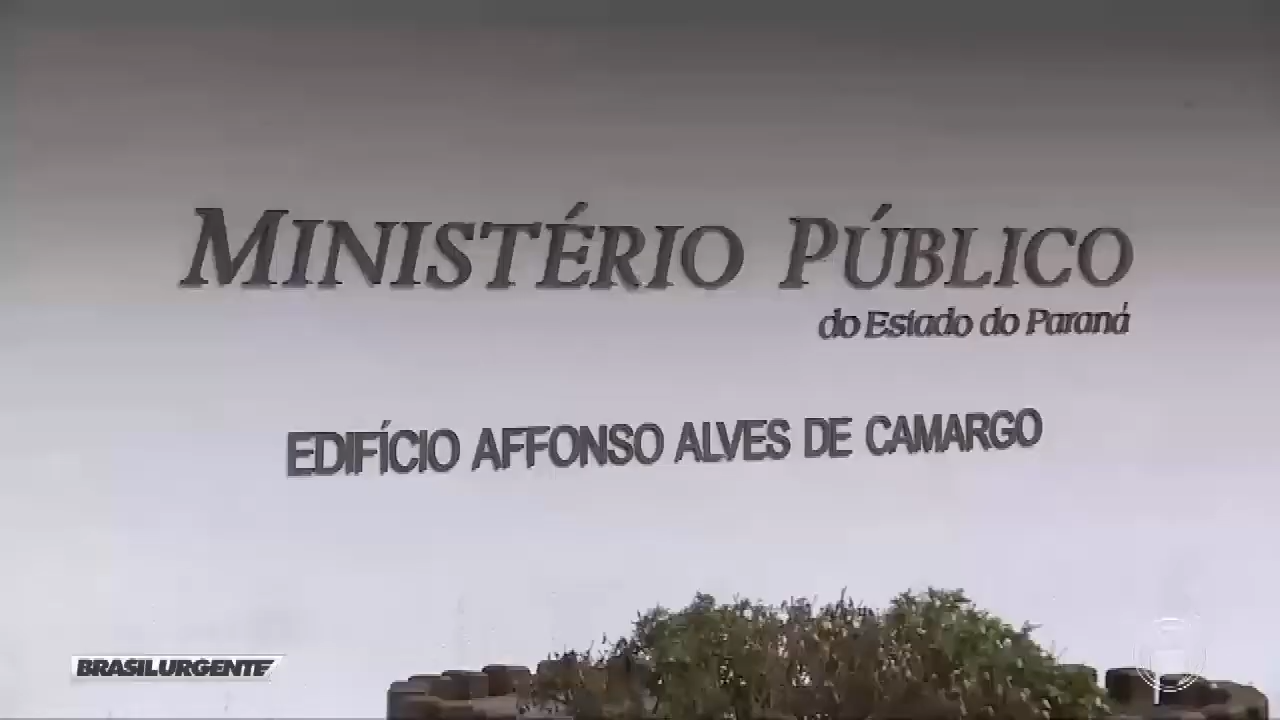 MINISTÉRIO PÚBLICO
do Estado do Paraná
EDIFÍCIO AFFONSO ALVES DE CAMARGO
BRASILURGENTE